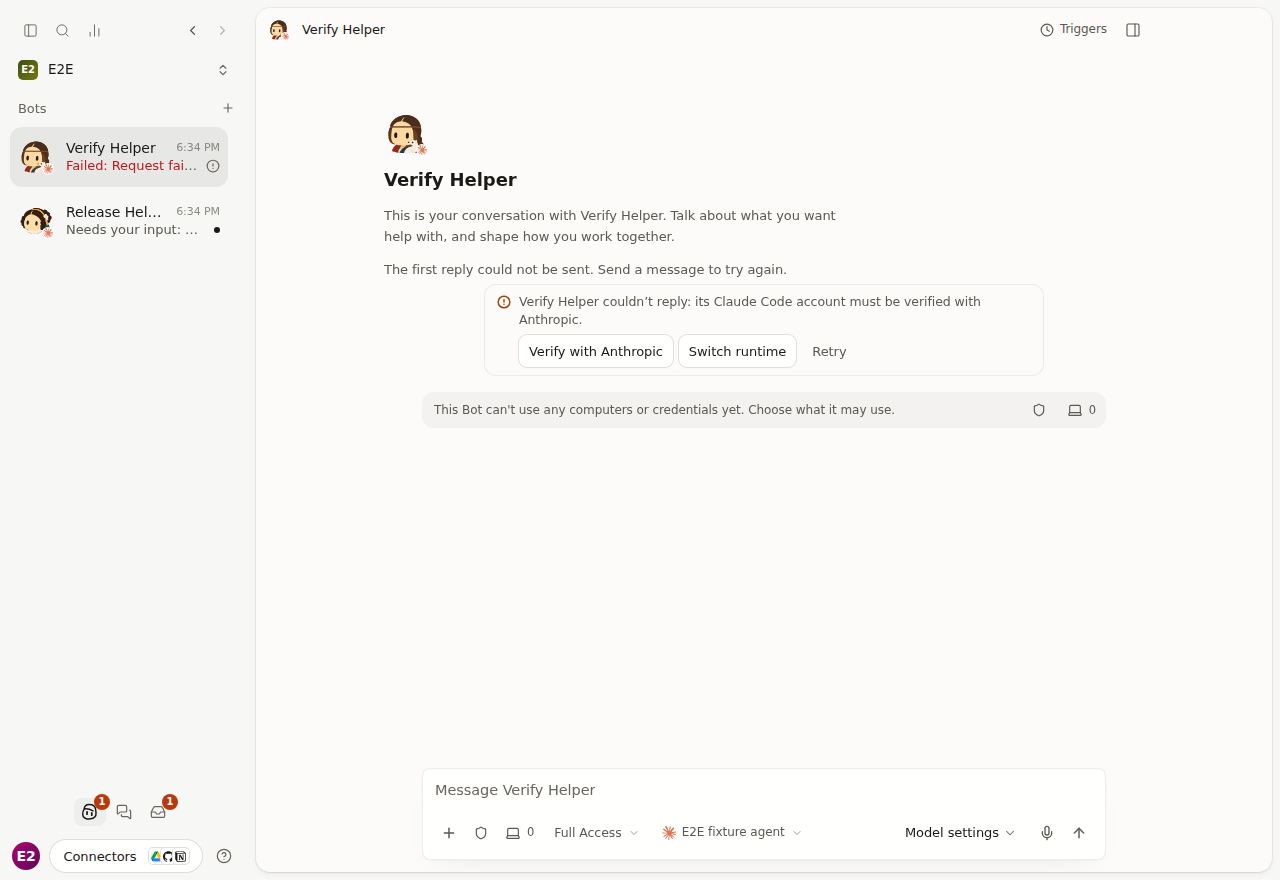 E2 E2E
Bots
Verify Helper 6:34 PM
Failed: Request fai...
Release Hel... 6:34 PM
Needs your input: ...
1 1
E2 Connectors
Verify Helper
Triggers
Verify Helper
This is your conversation with Verify Helper. Talk about what you want
help with, and shape how you work together.
The first reply could not be sent. Send a message to try again.
Verify Helper couldn’t reply: its Claude Code account must be verified with
Anthropic.
Verify with Anthropic Switch runtime Retry
This Bot can't use any computers or credentials yet. Choose what it may use. 0
Message Verify Helper
0 Full Access E2E fixture agent Model settings